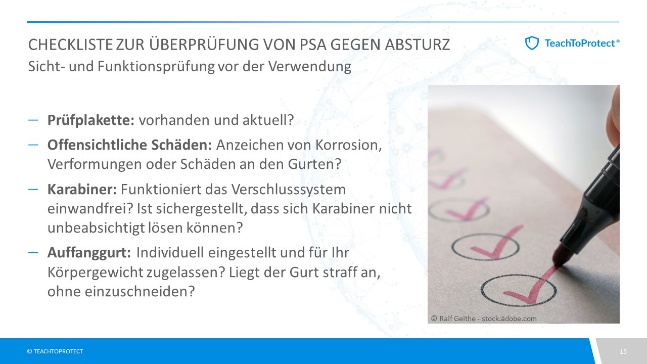 CHECKLISTE ZUR ÜBERPRÜFUNG VON PSA GEGEN ABSTURZ
TeachToProtect®
Sicht- und Funktionsprüfung vor der Verwendung
– Prüfplakette: vorhanden und aktuell?
– Offensichtliche Schäden: Anzeichen von Korrosion,
Verformungen oder Schäden an den Gurten?
– Karabiner: Funktioniert das Verschlusssystem
einwandfrei? Ist sichergestellt, dass sich Karabiner nicht
unbeabsichtigt lösen können?
– Auffanggurt: Individuell eingestellt und für Ihr
Körpergewicht zugelassen? Liegt der Gurt straff an,
ohne einzuschneiden?
© Ralf Geithe - stock.adobe.com
© TEACHTOPROTECT